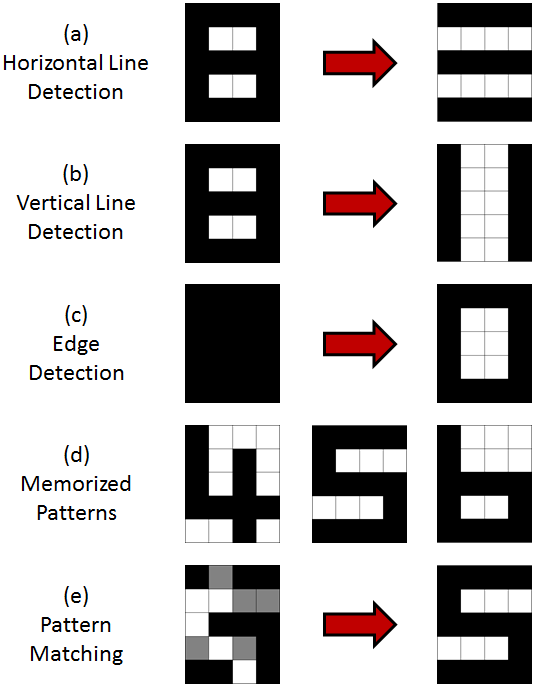 (a)
Horizontal Line
Detection
(b)
Vertical Line
Detection
(c)
Edge
Detection
(d)
Memorized
Patterns
(e)
Pattern
Matching